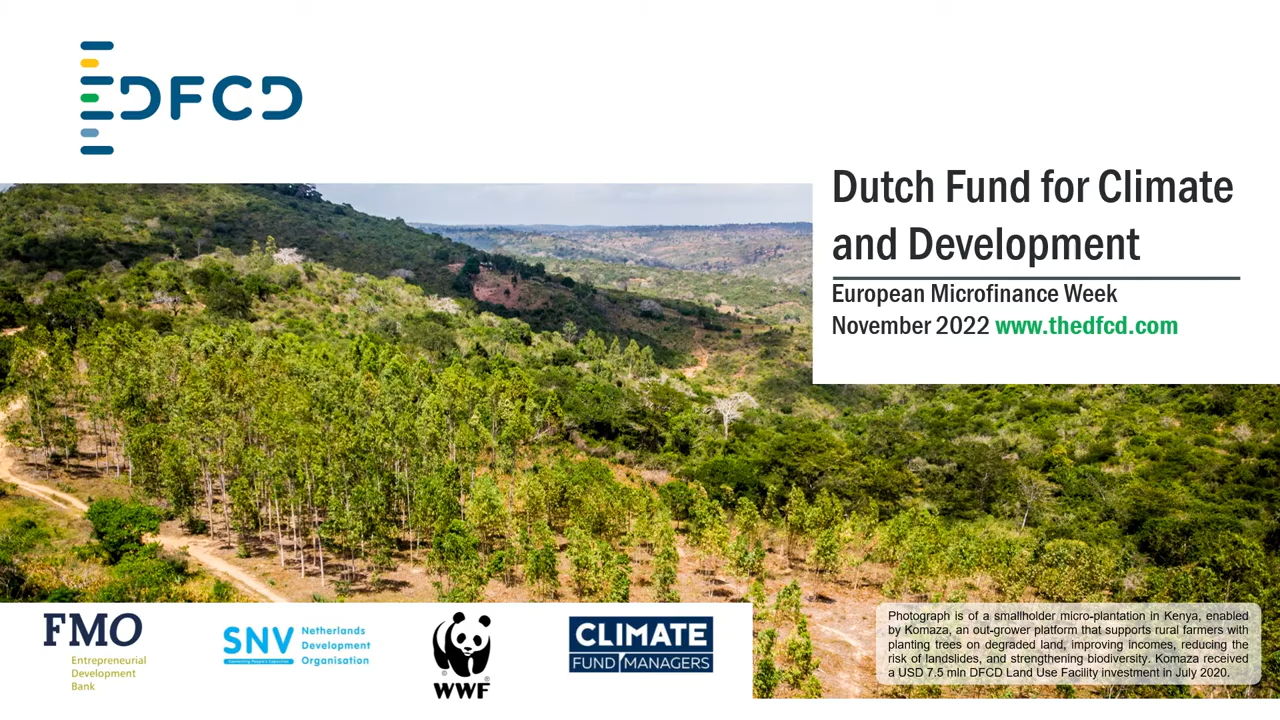 DFCD
Dutch Fund for Climate
and Development
European Microfinance Week
November 2022 www.thedfcd.com
FMO
Entrepreneurial
Development
Bank
SNV
Netherlands
Development
Organisation
WWF
CLIMATE
FUND MANAGERS
Photograph is of a smallholder micro-plantation in Kenya, enabled
by Komaza, an out-grower platform that supports rural farmers with
planting trees on degraded land, improving incomes, reducing the
risk of landslides, and strengthening biodiversity. Komaza received
a USD 7.5 mln DFCD Land Use Facility investment in July 2020.